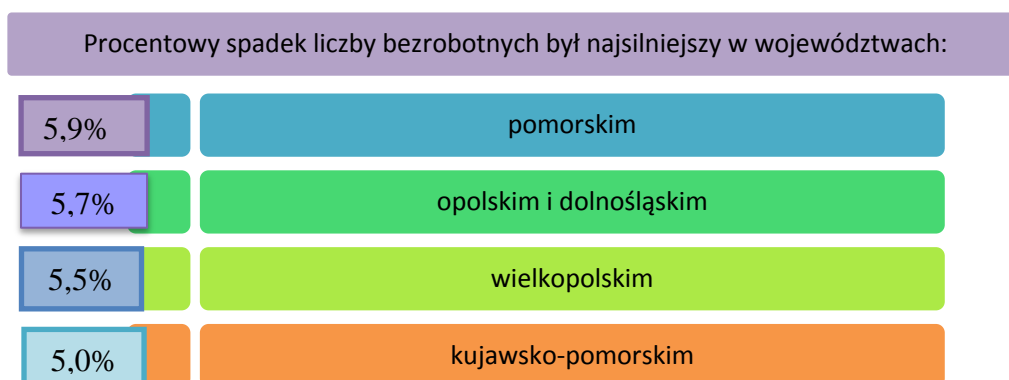 Procentowy spadek liczby bezrobotnych był najsilniejszy w województwach:
5,9% pomorskim
5,7% opolskim i dolnośląskim
5,5% wielkopolskim
5,0% kujawsko-pomorskim